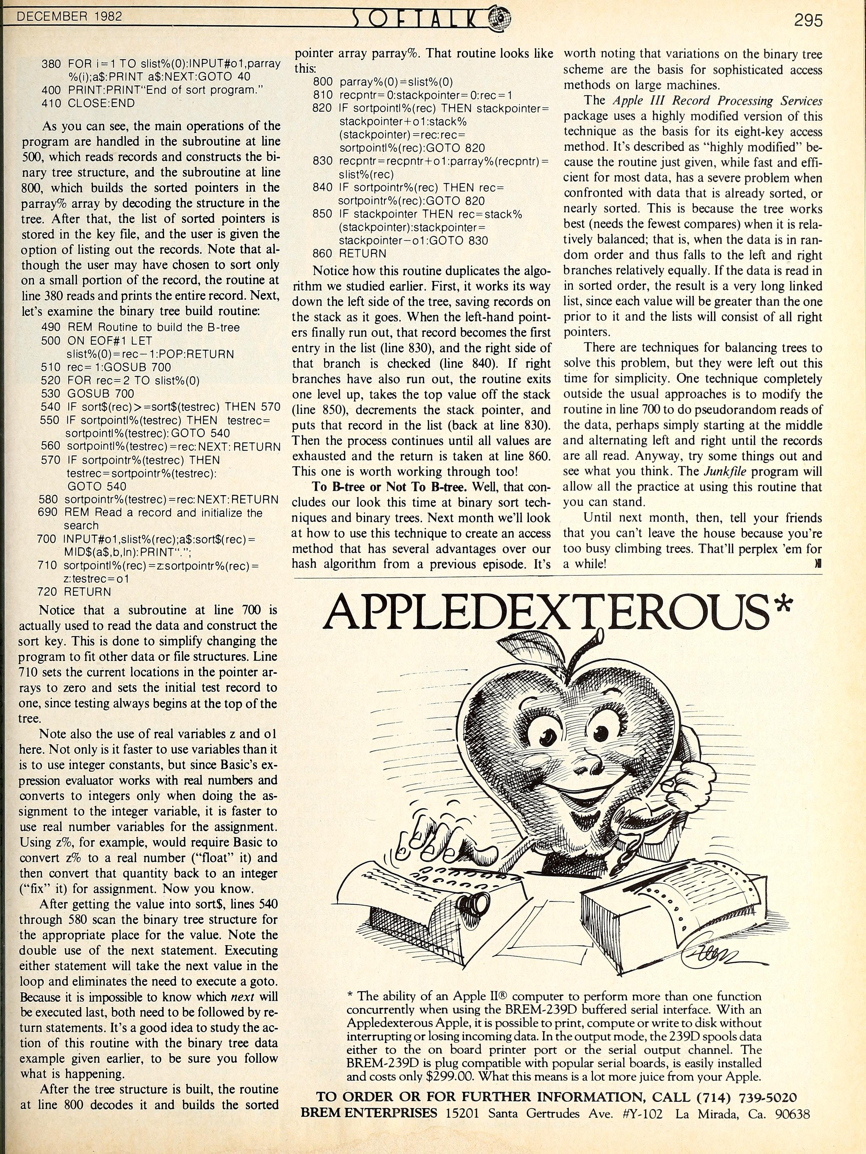 DECEMBER 1982
SOFTALK
295
380 FOR i=1 TO slist%(0):INPUT#o1,parray
%(i);a$:PRINT a$:NEXT:GOTO 40
400 PRINT:PRINT"End of sort program."
410 CLOSE:END
As you can see, the main operations of the
program are handled in the subroutine at line
500, which reads records and constructs the bi-
nary tree structure, and the subroutine at line
800, which builds the sorted pointers in the
parray% array by decoding the structure in the
tree. After that, the list of sorted pointers is
stored in the key file, and the user is given the
option of listing out the records. Note that al-
though the user may have chosen to sort only
on a small portion of the record, the routine at
line 380 reads and prints the entire record. Next,
let's examine the binary tree build routine:
490 REM Routine to build the B-tree
500 ON EOF#1 LET
slist%(0)=rec-1:POP:RETURN
510 rec=1:GOSUB 700
520 FOR rec=2 TO slist%(0)
530 GOSUB 700
540 IF sort$(rec)>=sort$(testrec) THEN 570
550 IF sortpointl%(testrec) THEN testrec=
sortpointl%(testrec):GOTO 540
560 sortpointl%(testrec)=rec:NEXT:RETURN
570 IF sortpointr%(testrec) THEN
testrec=sortpointr%(testrec):
GOTO 540
580 sortpointr%(testrec)=rec:NEXT:RETURN
690 REM Read a record and initialize the
search
700 INPUT#o1,slist%(rec);a$:sort$(rec)=
MID$(a$,b,ln):PRINT".";
710 sortpointl%(rec)=z:sortpointr%(rec)=
z:testrec=o1
720 RETURN
Notice that a subroutine at line 700 is
actually used to read the data and construct the
sort key. This is done to simplify changing the
program to fit other data or file structures. Line
710 sets the current locations in the pointer ar-
rays to zero and sets the initial test record to
one, since testing always begins at the top of the
tree.
Note also the use of real variables z and o1
here. Not only is it faster to use variables than it
is to use integer constants, but since Basic's ex-
pression evaluator works with real numbers and
converts to integers only when doing the as-
signment to the integer variable, it is faster to
use real number variables for the assignment.
Using z%, for example, would require Basic to
convert z% to a real number ("float" it) and
then convert that quantity back to an integer
("fix" it) for assignment. Now you know.
After getting the value into sort$, lines 540
through 580 scan the binary tree structure for
the appropriate place for the value. Note the
double use of the next statement. Executing
either statement will take the next value in the
loop and eliminates the need to execute a goto.
Because it is impossible to know which next will
be executed last, both need to be followed by re-
turn statements. It's a good idea to study the ac-
tion of this routine with the binary tree data
example given earlier, to be sure you follow
what is happening.
After the tree structure is built, the routine
at line 800 decodes it and builds the sorted
pointer array parray%. That routine looks like
this:
800 parray%(0)=slist%(0)
810 recpntr=0:stackpointer=0:rec=1
820 IF sortpointl%(rec) THEN stackpointer=
stackpointer+o1:stack%
(stackpointer)=rec:rec=
sortpointl%(rec):GOTO 820
830 recpntr=recpntr+o1:parray%(recpntr)=
slist%(rec)
840 IF sortpointr%(rec) THEN rec=
sortpointr%(rec):GOTO 820
850 IF stackpointer THEN rec=stack%
(stackpointer):stackpointer=
stackpointer-o1:GOTO 830
860 RETURN
Notice how this routine duplicates the algo-
rithm we studied earlier. First, it works its way
down the left side of the tree, saving records on
the stack as it goes. When the left-hand point-
ers finally run out, that record becomes the first
entry in the list (line 830), and the right side of
that branch is checked (line 840). If right
branches have also run out, the routine exits
one level up, takes the top value off the stack
(line 850), decrements the stack pointer, and
puts that record in the list (back at line 830).
Then the process continues until all values are
exhausted and the return is taken at line 860.
This one is worth working through too!
To B-tree or Not To B-tree. Well, that con-
cludes our look this time at binary sort tech-
niques and binary trees. Next month we'll look
at how to use this technique to create an access
method that has several advantages over our
hash algorithm from a previous episode. It's
worth noting that variations on the binary tree
scheme are the basis for sophisticated access
methods on large machines.
The Apple III Record Processing Services
package uses a highly modified version of this
technique as the basis for its eight-key access
method. It's described as "highly modified" be-
cause the routine just given, while fast and effi-
cient for most data, has a severe problem when
confronted with data that is already sorted, or
nearly sorted. This is because the tree works
best (needs the fewest compares) when it is rela-
tively balanced; that is, when the data is in ran-
dom order and thus falls to the left and right
branches relatively equally. If the data is read in
in sorted order, the result is a very long linked
list, since each value will be greater than the one
prior to it and the lists will consist of all right
pointers.
There are techniques for balancing trees to
solve this problem, but they were left out this
time for simplicity. One technique completely
outside the usual approaches is to modify the
routine in line 700 to do pseudorandom reads of
the data, perhaps simply starting at the middle
and alternating left and right until the records
are all read. Anyway, try some things out and
see what you think. The Junkfile program will
allow all the practice at using this routine that
you can stand.
Until next month, then, tell your friends
that you can't leave the house because you're
too busy climbing trees. That'll perplex 'em for
a while!
APPLEDEXTEROUS*
* The ability of an Apple II® computer to perform more than one function
concurrently when using the BREM-239D buffered serial interface. With an
Appledexterous Apple, it is possible to print, compute or write to disk without
interrupting or losing incoming data. In the output mode, the 239D spools data
either to the on board printer port or the serial output channel. The
BREM-239D is plug compatible with popular serial boards, is easily installed
and costs only $299.00. What this means is a lot more juice from your Apple.
TO ORDER OR FOR FURTHER INFORMATION, CALL (714) 739-5020
BREM ENTERPRISES 15201 Santa Gertrudes Ave. #Y-102 La Mirada, Ca. 90638